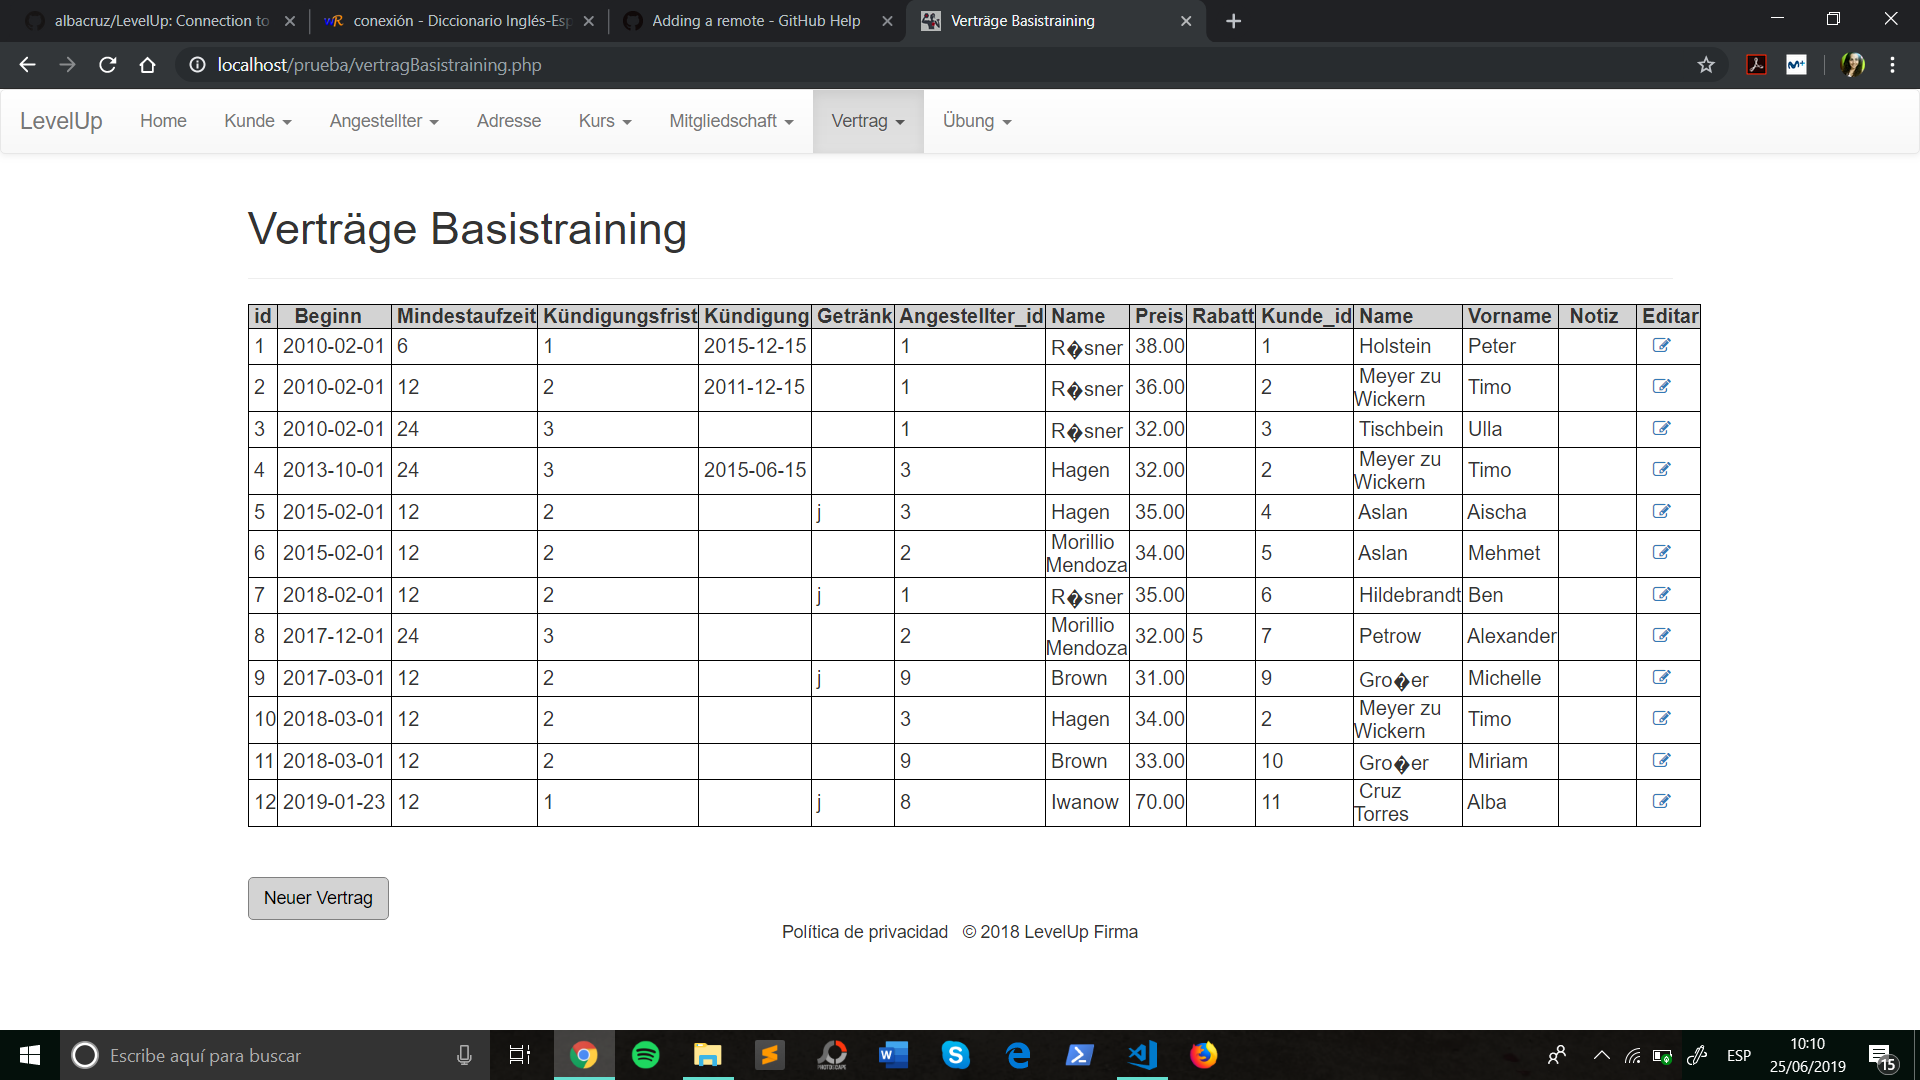 albacruz/LevelUp: Connection to
conexión - Diccionario Inglés-Esp
Adding a remote - GitHub Help
Verträge Basistraining
localhost/prueba/vertragBasistraining.php
LevelUp Home Kunde Angestellter Adresse Kurs Mitgliedschaft Vertrag Übung
Verträge Basistraining
id Beginn Mindestaufzeit Kündigungsfrist Kündigung Getränk Angestellter_id Name Preis Rabatt Kunde_id Name Vorname Notiz Editar
1 2010-02-01 6 1 2015-12-15 1 R�sner 38.00 1 Holstein Peter
2 2010-02-01 12 2 2011-12-15 1 R�sner 36.00 2 Meyer zu Wickern Timo
3 2010-02-01 24 3 1 R�sner 32.00 3 Tischbein Ulla
4 2013-10-01 24 3 2015-06-15 3 Hagen 32.00 2 Meyer zu Wickern Timo
5 2015-02-01 12 2 j 3 Hagen 35.00 4 Aslan Aischa
6 2015-02-01 12 2 2 Morillio Mendoza 34.00 5 Aslan Mehmet
7 2018-02-01 12 2 j 1 R�sner 35.00 6 Hildebrandt Ben
8 2017-12-01 24 3 2 Morillio Mendoza 32.00 5 7 Petrow Alexander
9 2017-03-01 12 2 j 9 Brown 31.00 9 Gro�er Michelle
10 2018-03-01 12 2 3 Hagen 34.00 2 Meyer zu Wickern Timo
11 2018-03-01 12 2 9 Brown 33.00 10 Gro�er Miriam
12 2019-01-23 12 1 j 8 Iwanow 70.00 11 Cruz Torres Alba
Neuer Vertrag
Política de privacidad © 2018 LevelUp Firma
Escribe aquí para buscar
ESP
10:10
25/06/2019
15